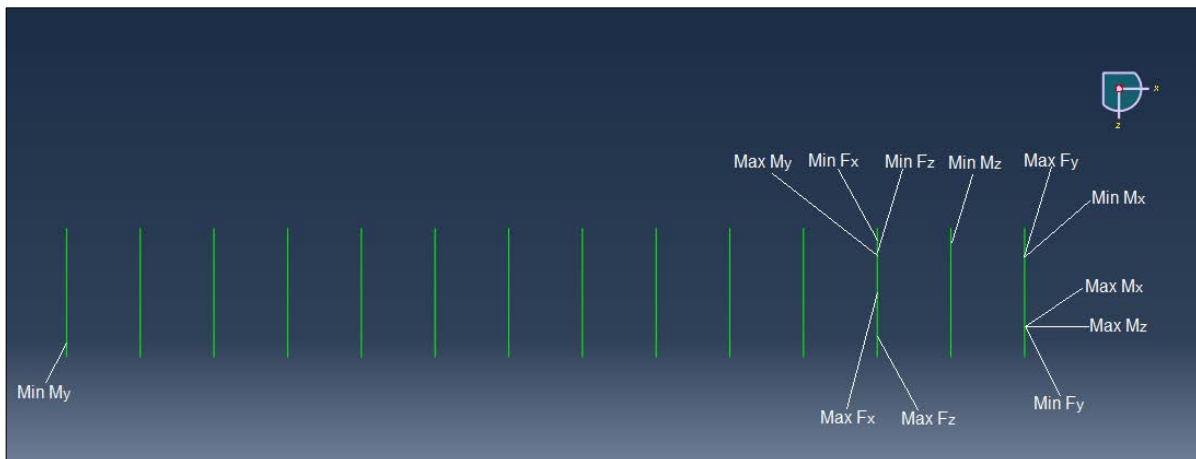 x
z
Max My
Min Fx
Min Fz
Min Mz
Max Fy
Min Mx
Max Mx
Max Mz
Min My
Max Fx
Max Fz
Min Fy